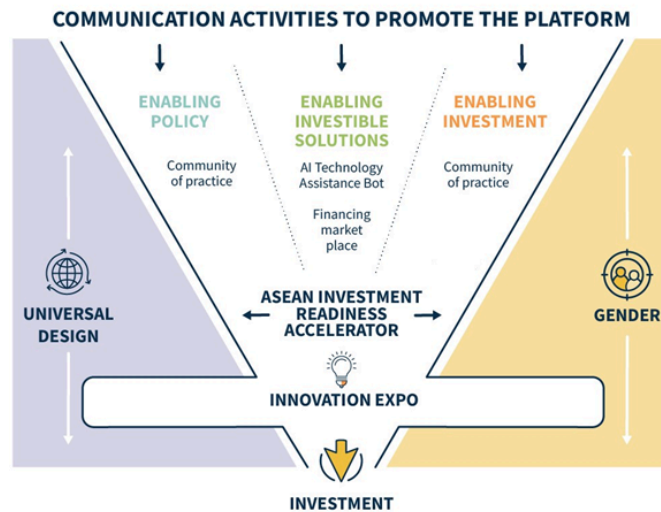 COMMUNICATION ACTIVITIES TO PROMOTE THE PLATFORM
ENABLING
POLICY
Community
of practice
ENABLING
INVESTIBLE
SOLUTIONS
AI Technology
Assistance Bot
Financing
market
place
ENABLING
INVESTMENT
Community
of practice
UNIVERSAL
DESIGN
ASEAN INVESTMENT
READINESS
ACCELERATOR
GENDER
INNOVATION EXPO
INVESTMENT